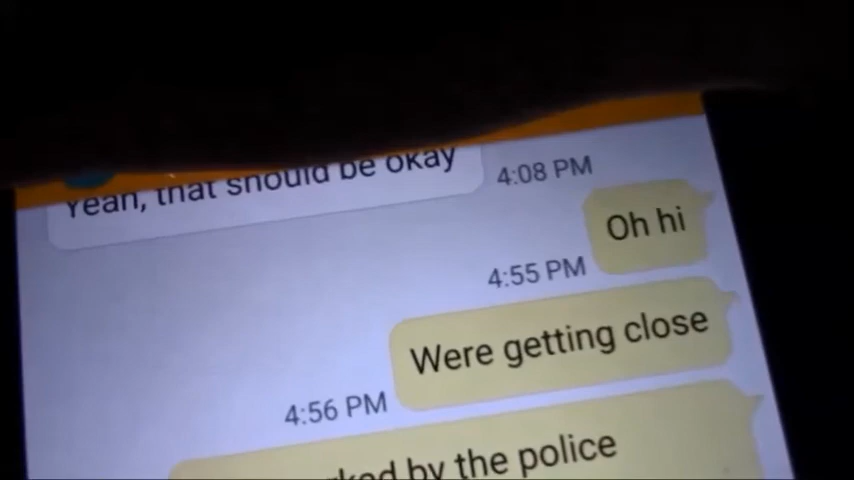 Yeah, that should be okay
4:08 PM
Oh hi
4:55 PM
Were getting close
4:56 PM
by the police